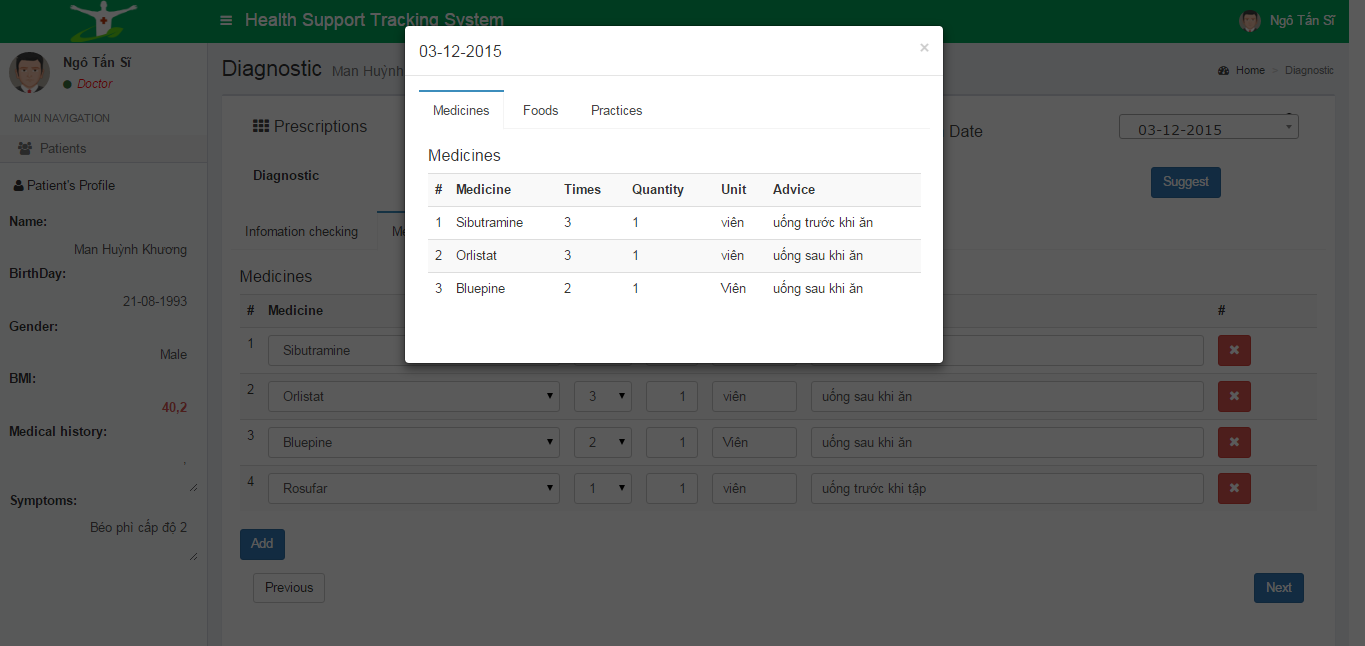 Health Support Tracking System
Ngô Tấn Sĩ
Ngô Tấn Sĩ
Doctor
MAIN NAVIGATION
Patients
Patient's Profile
Name:
Man Huỳnh Khương
BirthDay:
21-08-1993
Gender:
Male
BMI:
40,2
Medical history:
,
Symptoms:
Béo phì cấp độ 2
Diagnostic Man Huỳnh
Home > Diagnostic
Prescriptions
Date
03-12-2015
Diagnostic
Suggest
Infomation checking
Medicines
# Medicine #
1 Sibutramine
2 Orlistat 3 1 viên uống sau khi ăn
3 Bluepine 2 1 Viên uống sau khi ăn
4 Rosufar 1 1 viên uống trước khi tập
Add
Previous
Next
03-12-2015 ×
Medicines Foods Practices
Medicines
# Medicine Times Quantity Unit Advice
1 Sibutramine 3 1 viên uống trước khi ăn
2 Orlistat 3 1 viên uống sau khi ăn
3 Bluepine 2 1 Viên uống sau khi ăn